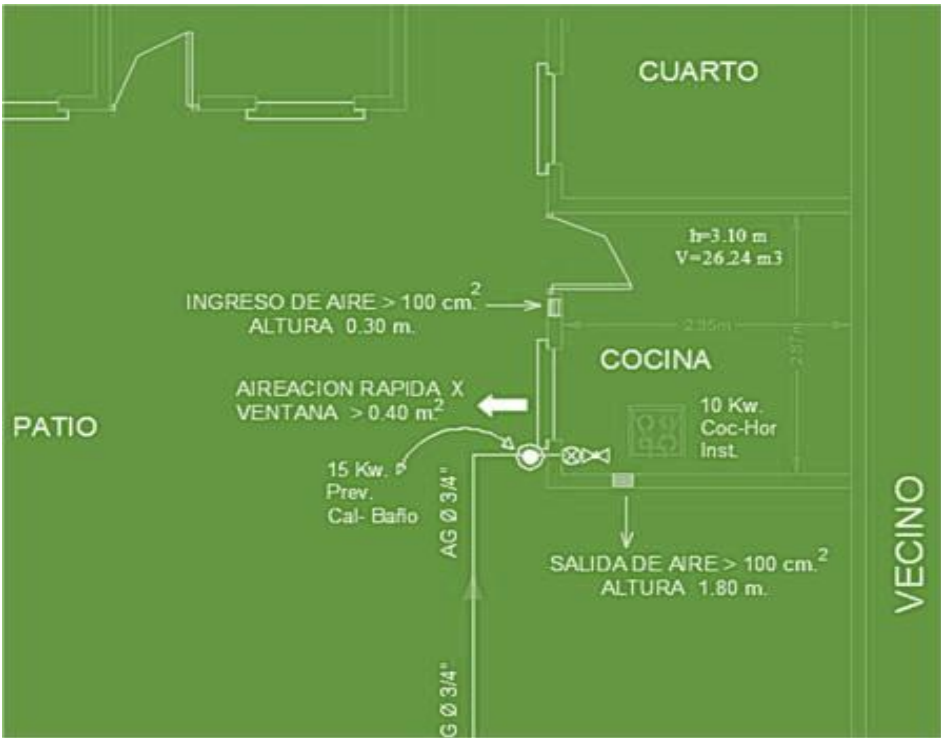 CUARTO
h=3.10 m
V=26.24 m3
INGRESO DE AIRE > 100 cm.2
ALTURA 0.30 m.
2.95m
2.87m
COCINA
AIREACION RAPIDA X
VENTANA > 0.40 m.2
PATIO
10 Kw.
Coc-Hor
Inst.
15 Kw.
Prev.
Cal- Baño
AG Ø 3/4"
SALIDA DE AIRE > 100 cm.2
ALTURA 1.80 m.
VECINO
G Ø 3/4"